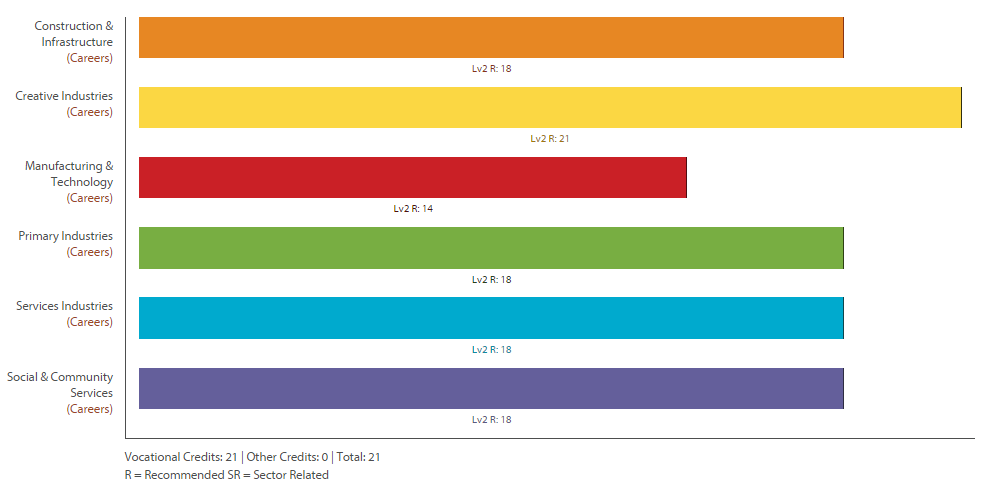 Construction &
Infrastructure
(Careers)
Lv2 R: 18
Creative Industries
(Careers)
Lv2 R: 21
Manufacturing &
Technology
(Careers)
Lv2 R: 14
Primary Industries
(Careers)
Lv2 R: 18
Services Industries
(Careers)
Lv2 R: 18
Social & Community
Services
(Careers)
Lv2 R: 18
Vocational Credits: 21 | Other Credits: 0 | Total: 21
R = Recommended SR = Sector Related